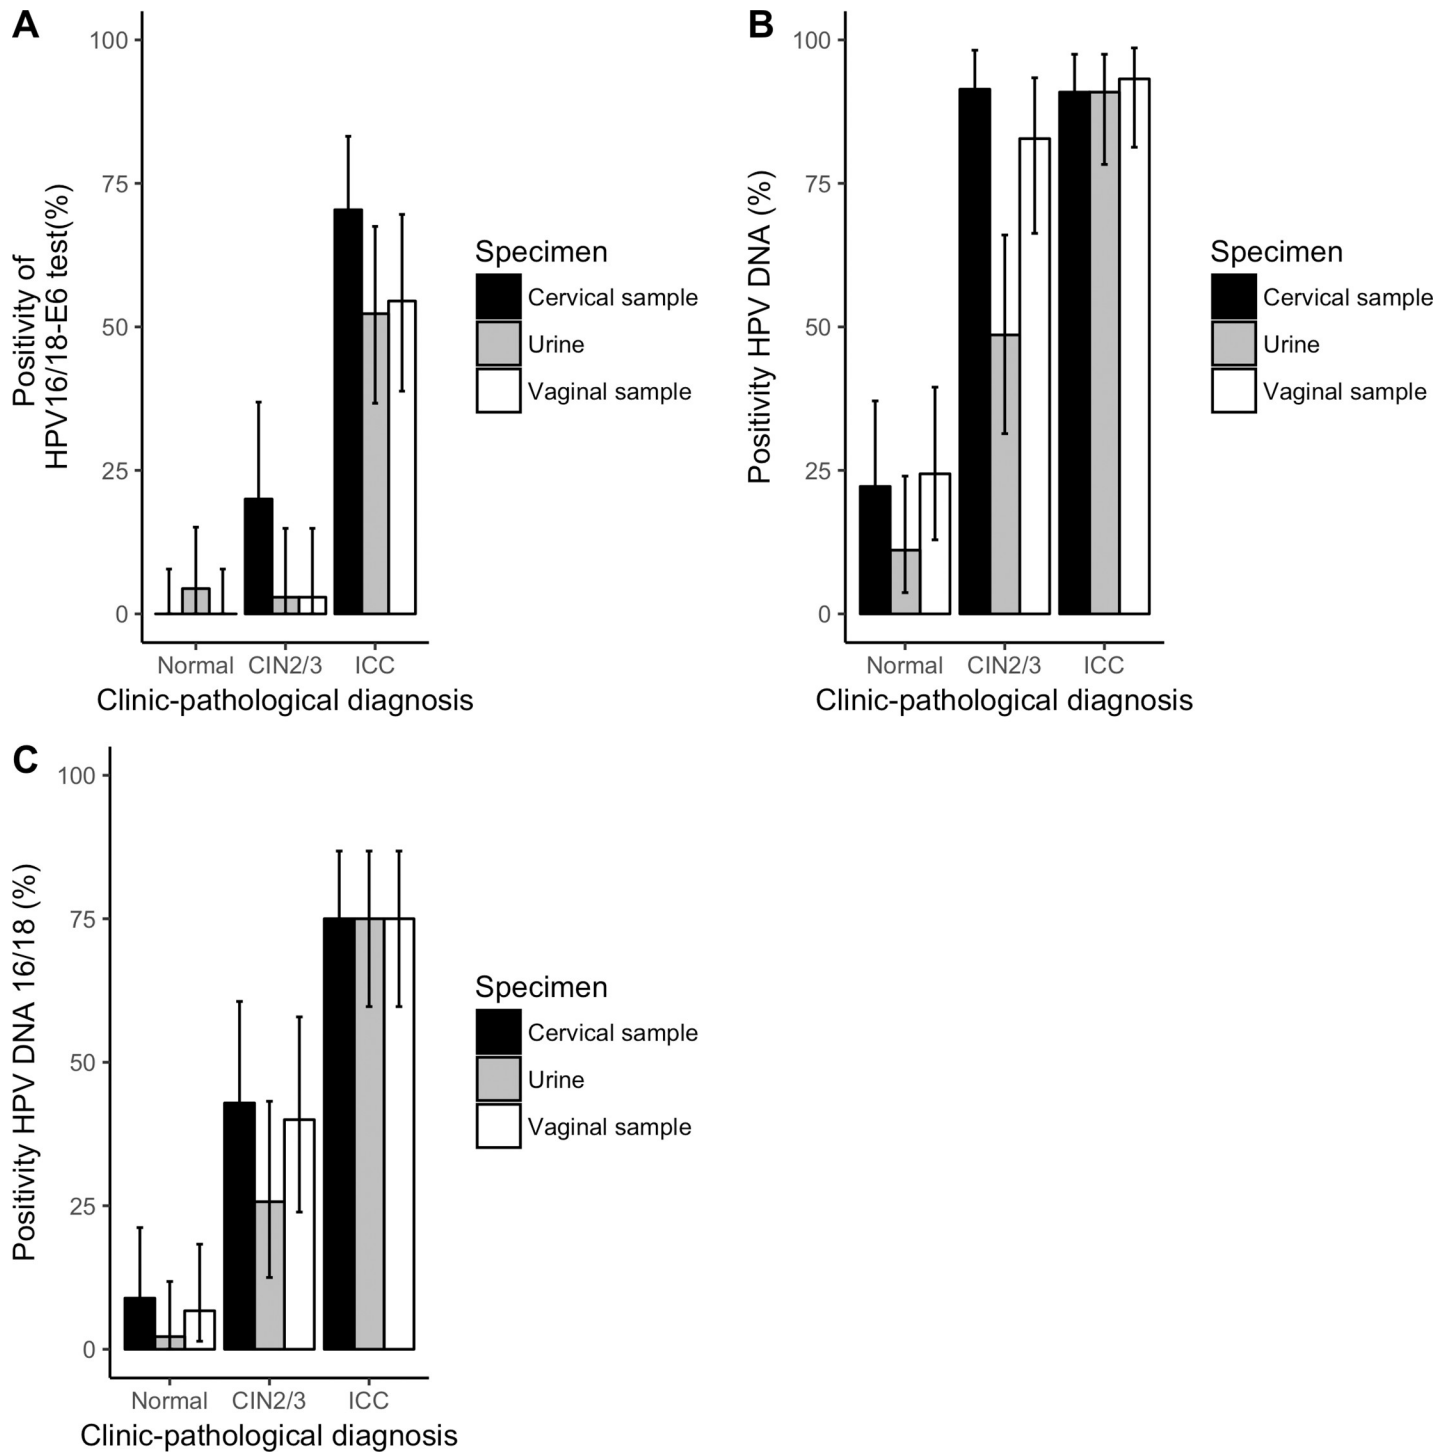 A
Positivity of
HPV16/18-E6 test(%)
100
75
50
25
0
Normal CIN2/3 ICC
Clinic-pathological diagnosis
Specimen
Cervical sample
Urine
Vaginal sample
B
Positivity HPV DNA (%)
100
75
50
25
0
Normal CIN2/3 ICC
Clinic-pathological diagnosis
Specimen
Cervical sample
Urine
Vaginal sample
C
Positivity HPV DNA 16/18 (%)
100
75
50
25
0
Normal CIN2/3 ICC
Clinic-pathological diagnosis
Specimen
Cervical sample
Urine
Vaginal sample